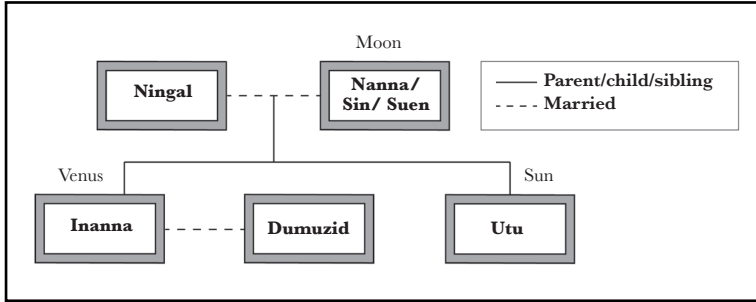 Moon
Ningal
Nanna/
Sin/ Suen
Parent/child/sibling
Married
Venus
Sun
Inanna
Dumuzid
Utu